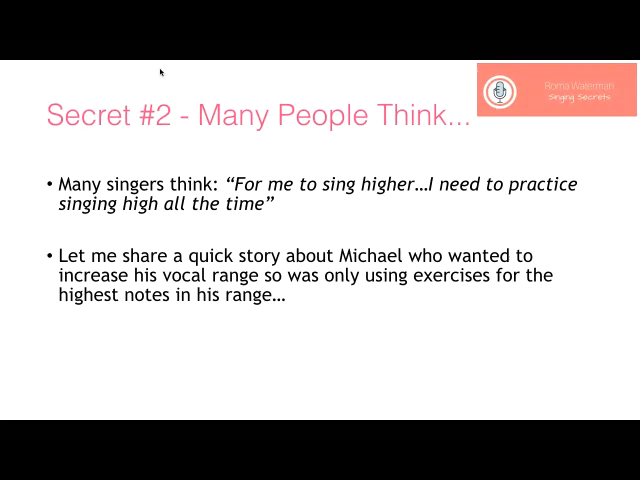 Roma Waterman
Singing Secrets
Secret #2 - Many People Think...
• Many singers think: “For me to sing higher…I need to practice
singing high all the time”
• Let me share a quick story about Michael who wanted to
increase his vocal range so was only using exercises for the
highest notes in his range…